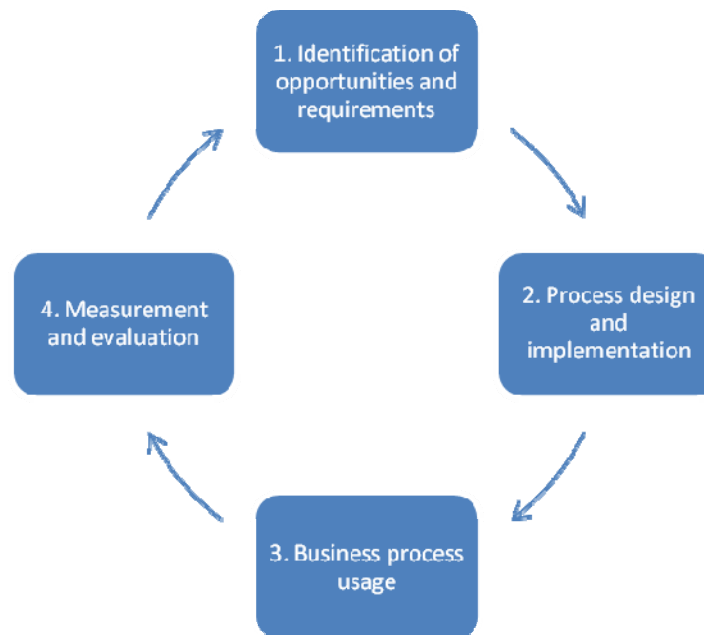 1. Identification of
opportunities and
requirements
2. Process design
and
implementation
3. Business process
usage
4. Measurement
and evaluation